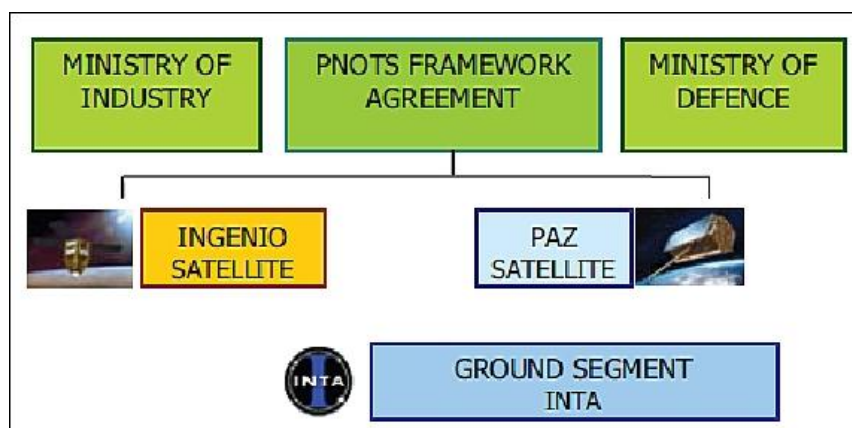 MINISTRY OF
INDUSTRY
PNOTS FRAMEWORK
AGREEMENT
MINISTRY OF
DEFENCE
INGENIO
SATELLITE
PAZ
SATELLITE
INTA
GROUND SEGMENT
INTA